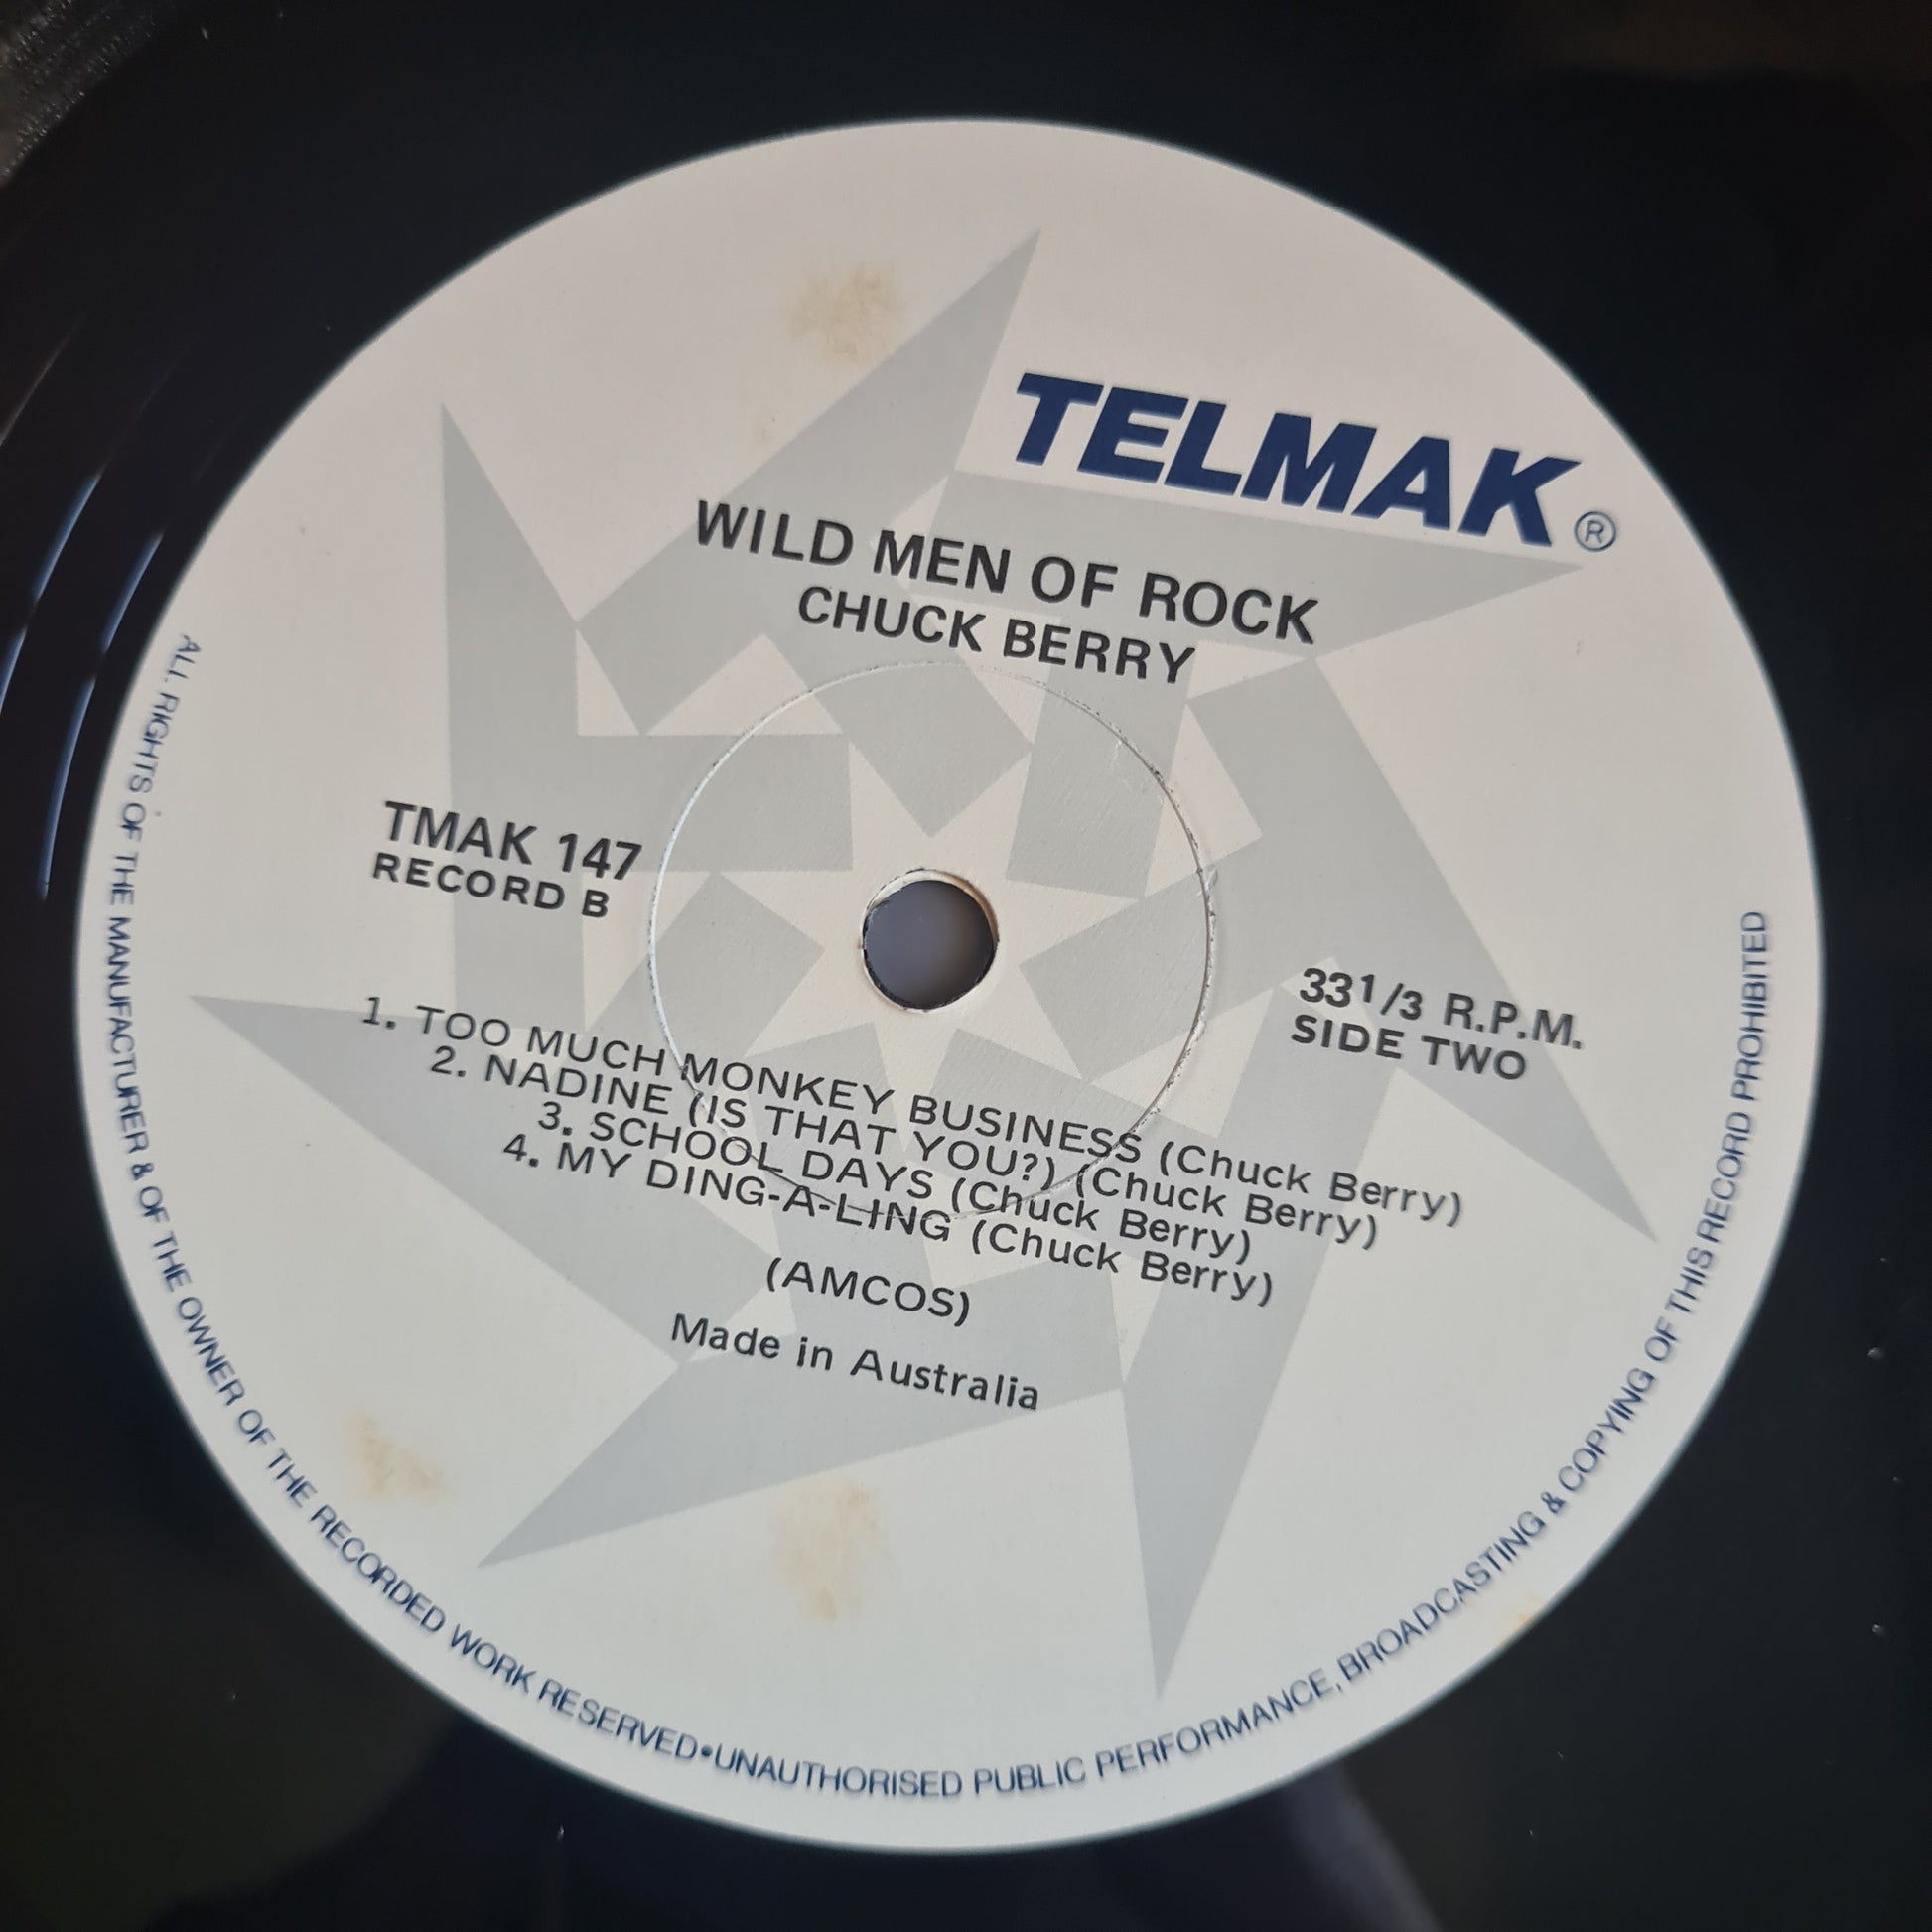 TELMAK®
WILD MEN OF ROCK
CHUCK BERRY
TMAK 147
RECORD B
33 1/3 R.P.M.
SIDE TWO
1. TOO MUCH MONKEY BUSINESS (Chuck Berry)
2. NADINE (IS THAT YOU?) (Chuck Berry)
3. SCHOOL DAYS (Chuck Berry)
4. MY DING-A-LING (Chuck Berry)
(AMCOS)
Made in Australia
ALL RIGHTS OF THE MANUFACTURER & OF THE OWNER OF THE RECORDED WORK RESERVED•UNAUTHORISED PUBLIC PERFORMANCE, BROADCASTING & COPYING OF THIS RECORD PROHIBITED